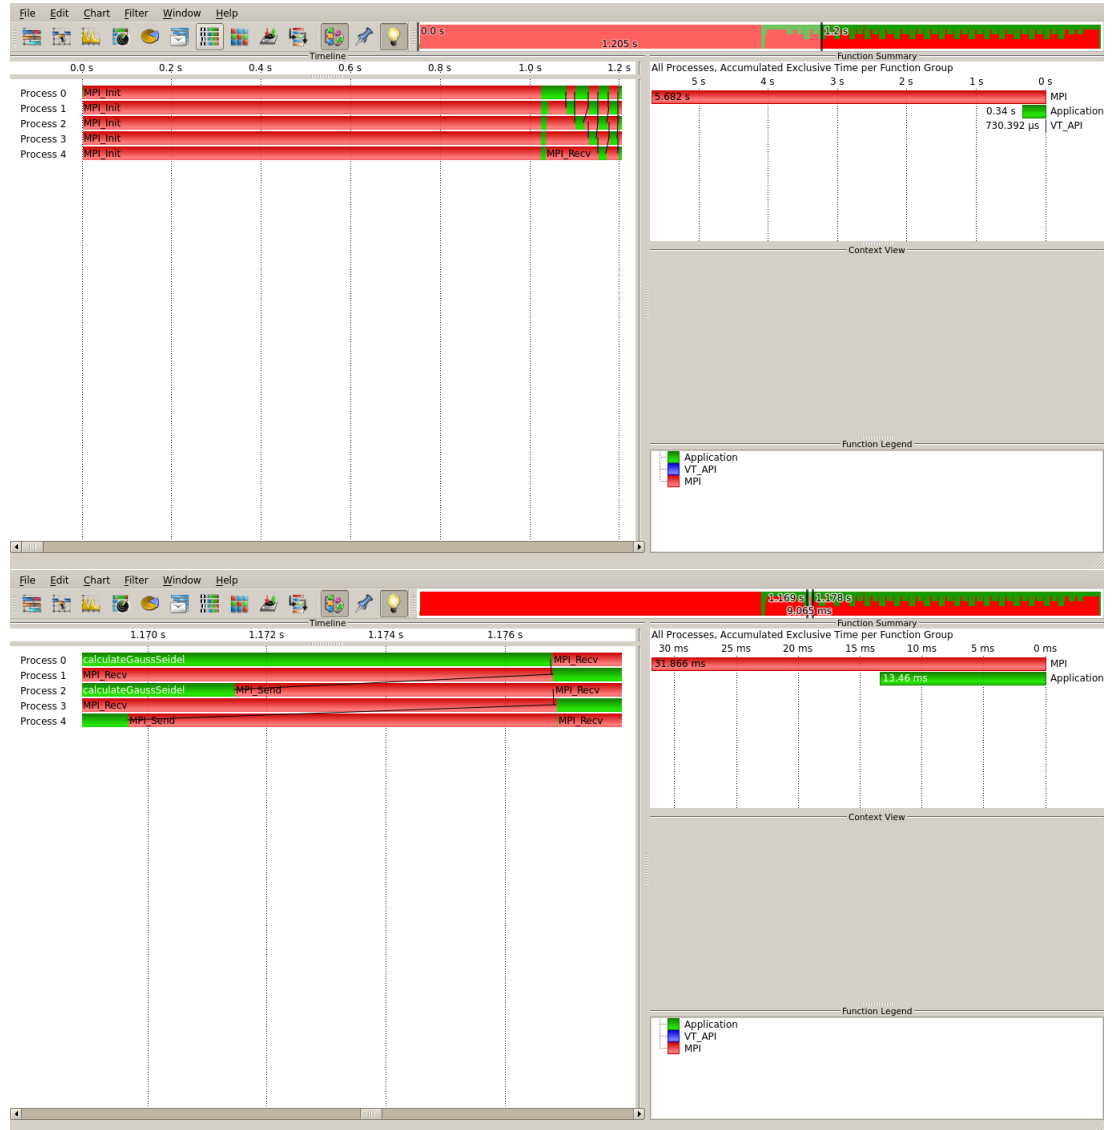 File Edit Chart Filter Window Help
0.0 s 1.2 s
1.205 s
Timeline
0.0 s 0.2 s 0.4 s 0.6 s 0.8 s 1.0 s 1.2 s
Process 0 MPI_Init
Process 1 MPI_Init
Process 2 MPI_Init
Process 3 MPI_Init
Process 4 MPI_Init MPI_Recv
Function Summary
All Processes, Accumulated Exclusive Time per Function Group
5 s 4 s 3 s 2 s 1 s 0 s
5.682 s MPI
0.34 s Application
730.392 µs VT_API
Context View
Function Legend
Application
VT_API
MPI
File Edit Chart Filter Window Help
1.169 s 1.178 s
9.065 ms
Timeline
1.170 s 1.172 s 1.174 s 1.176 s
Process 0 calculateGaussSeidel MPI_Recv
Process 1 MPI_Recv
Process 2 calculateGaussSeidel MPI_Send MPI_Recv
Process 3 MPI_Recv
Process 4 MPI_Send MPI_Recv
Function Summary
All Processes, Accumulated Exclusive Time per Function Group
30 ms 25 ms 20 ms 15 ms 10 ms 5 ms 0 ms
31.866 ms MPI
13.46 ms Application
Context View
Function Legend
Application
VT_API
MPI